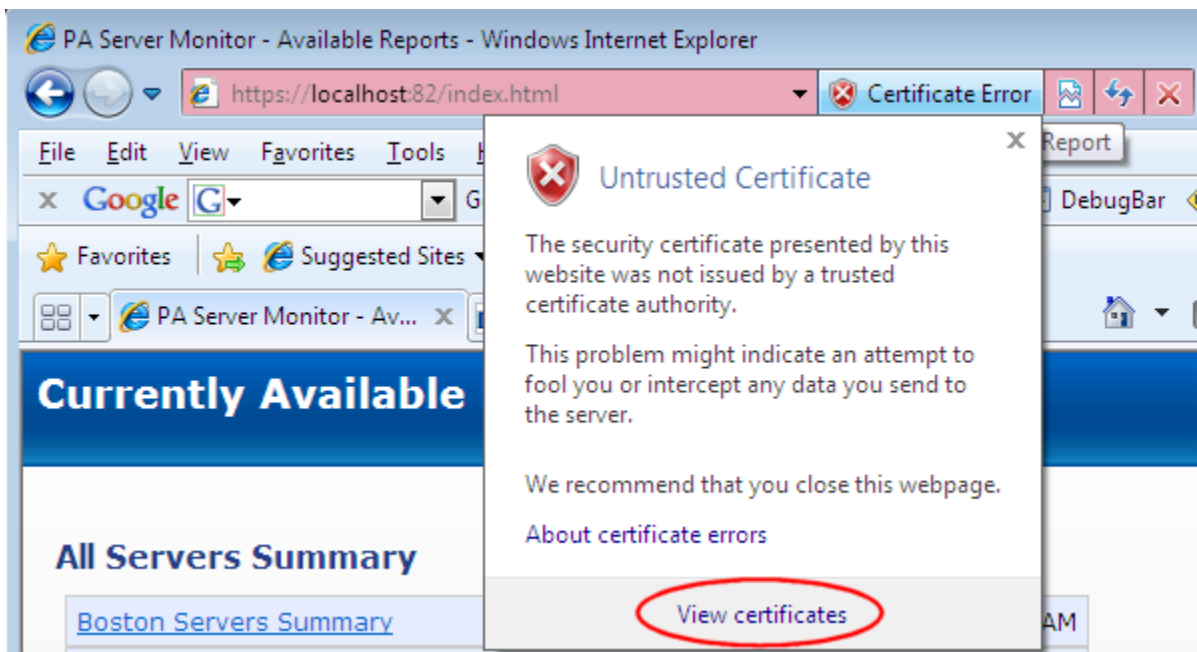 PA Server Monitor - Available Reports - Windows Internet Explorer
https://localhost:82/index.html Certificate Error
File Edit View Favorites Tools Report
x Google G DebugBar
Favorites Suggested Sites
PA Server Monitor - Av... x
Untrusted Certificate x
The security certificate presented by this
website was not issued by a trusted
certificate authority.
This problem might indicate an attempt to
fool you or intercept any data you send to
the server.
We recommend that you close this webpage.
About certificate errors
View certificates
Currently Available
All Servers Summary
Boston Servers Summary AM